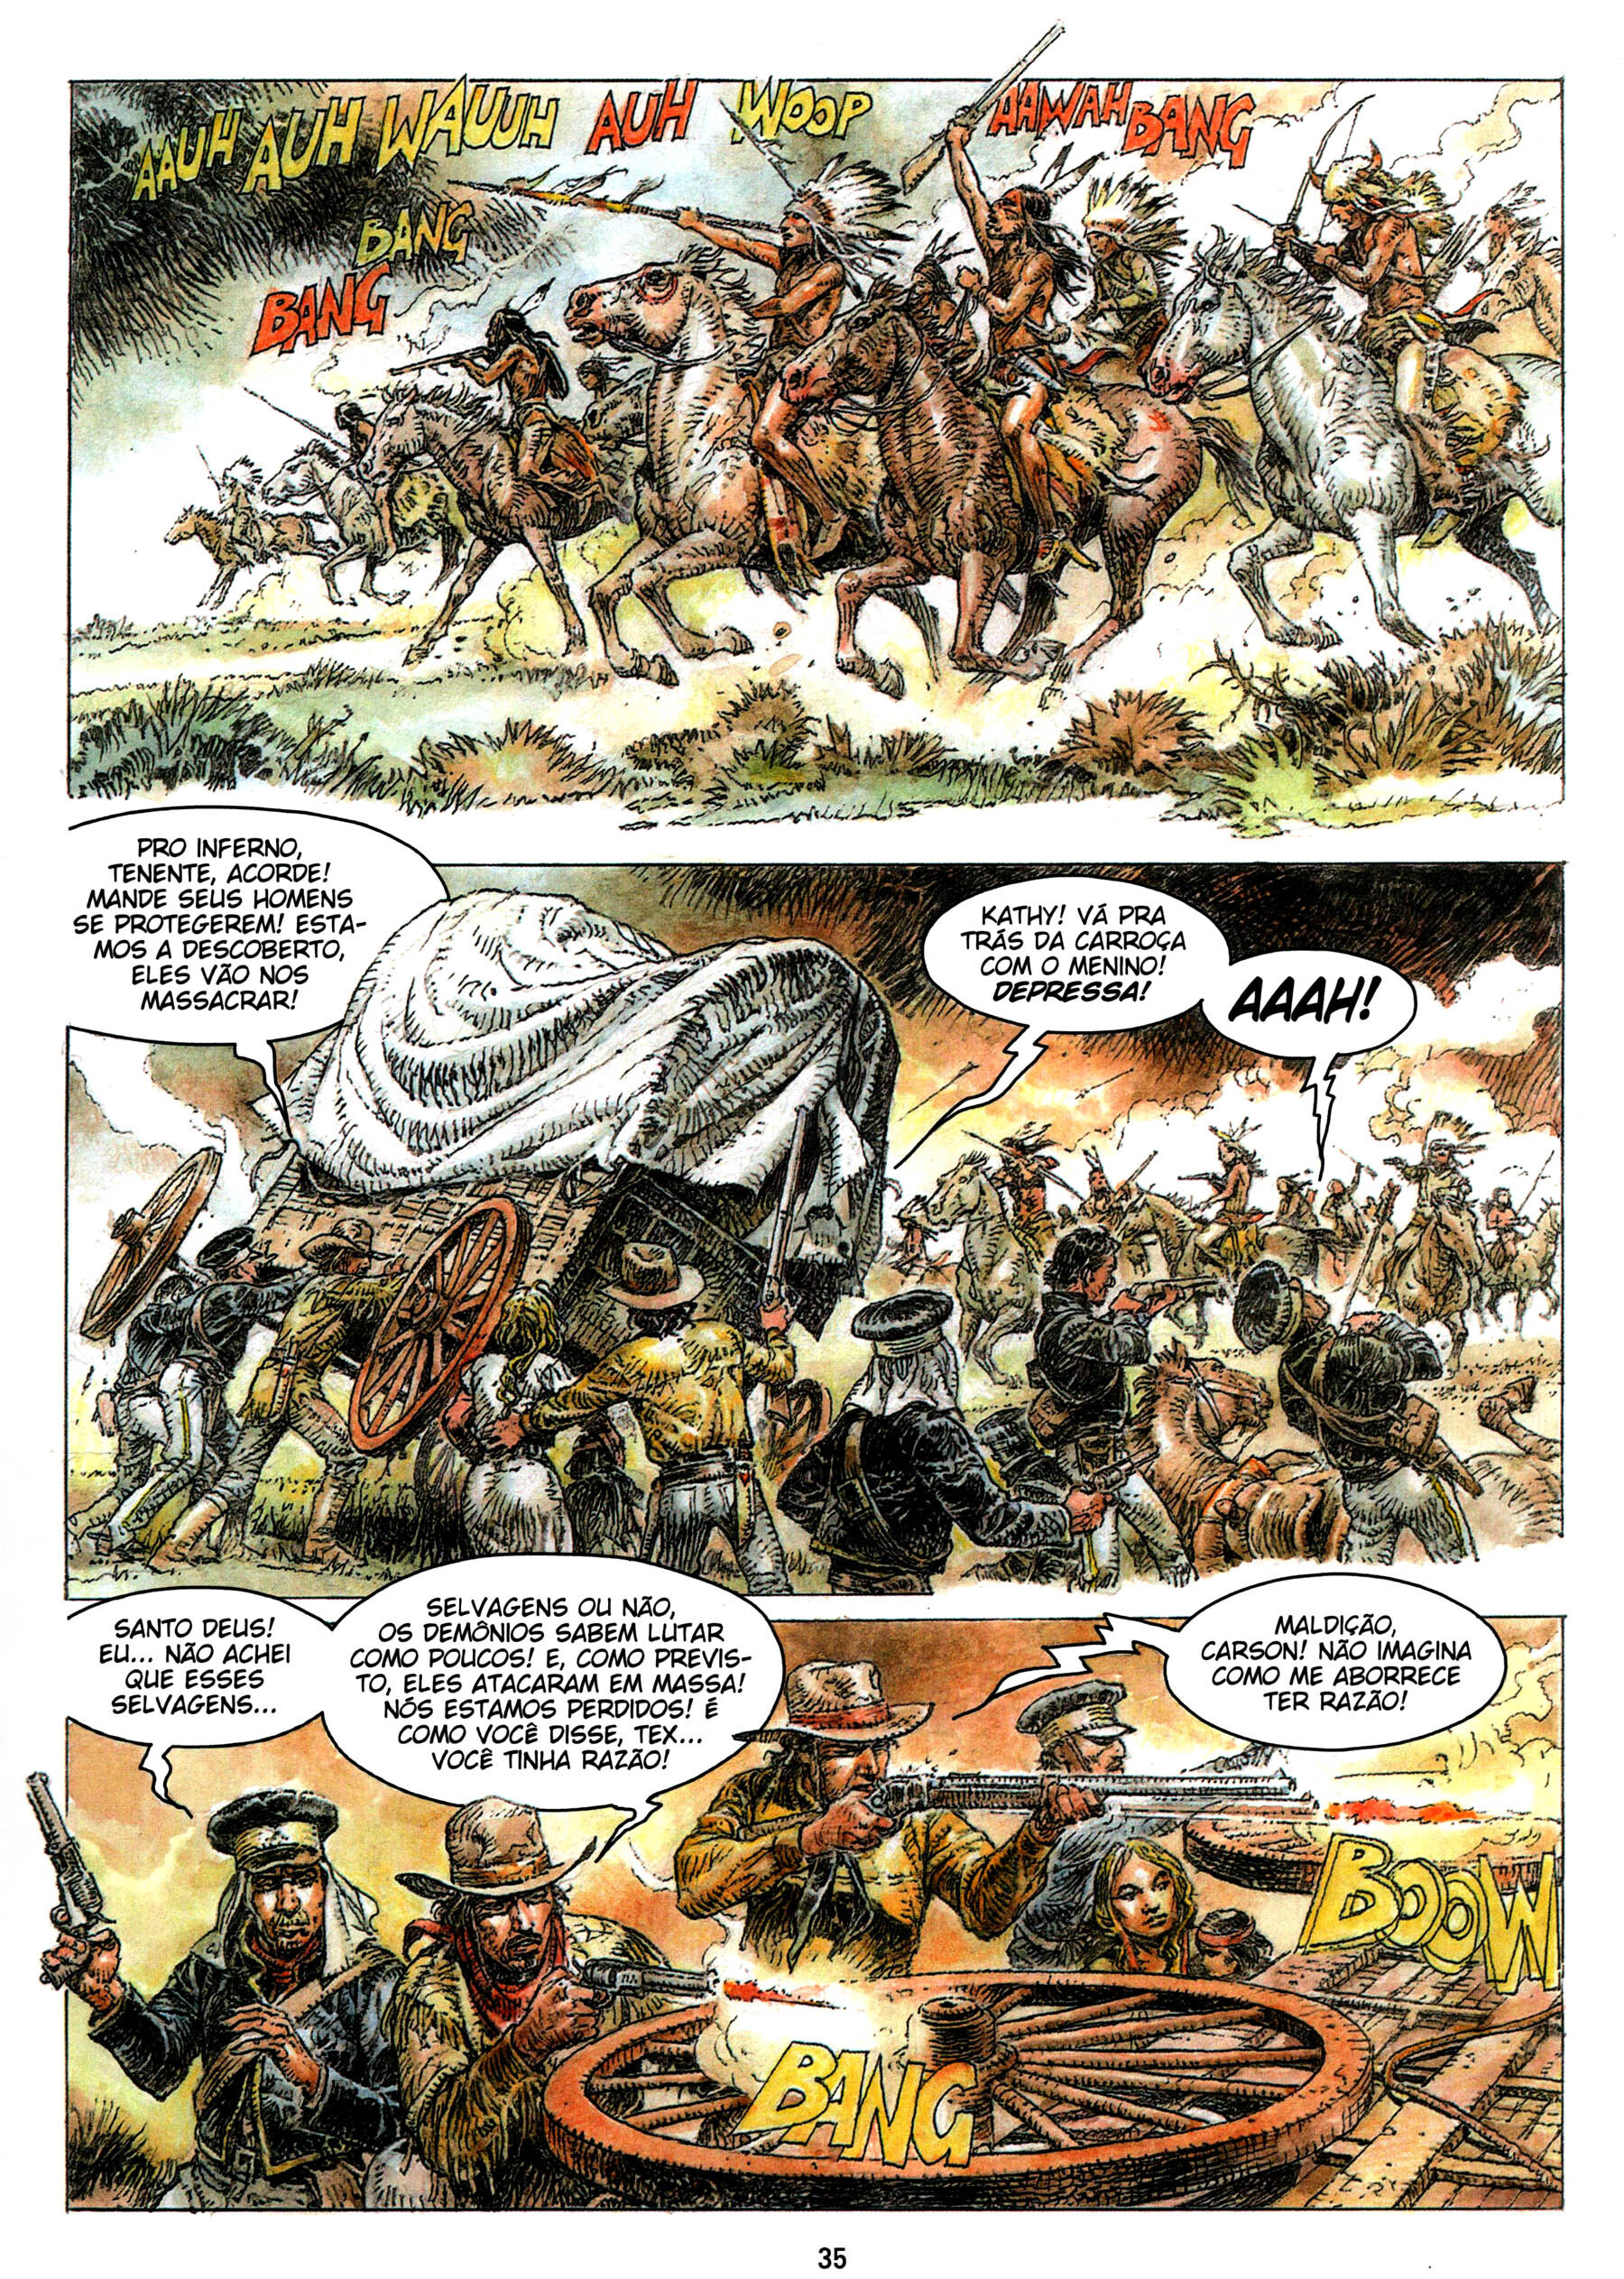 AAUH AUH WAUUH AUH WOOP AAWAH BANG
BANG
BANG
PRO INFERNO,
TENENTE, ACORDE!
MANDE SEUS HOMENS
SE PROTEGEREM! ESTA-
MOS A DESCOBERTO,
ELES VÃO NOS
MASSACRAR!
KATHY! VÁ PRA
TRÁS DA CARROÇA
COM O MENINO!
DEPRESSA!
AAAH!
SANTO DEUS!
EU... NÃO ACHEI
QUE ESSES
SELVAGENS...
SELVAGENS OU NÃO,
OS DEMÔNIOS SABEM LUTAR
COMO POUCOS! E, COMO PREVIS-
TO, ELES ATACARAM EM MASSA!
NÓS ESTAMOS PERDIDOS! É
COMO VOCÊ DISSE, TEX...
VOCÊ TINHA RAZÃO!
MALDIÇÃO,
CARSON! NÃO IMAGINA
COMO ME ABORRECE
TER RAZÃO!
BOOW
BANG
35